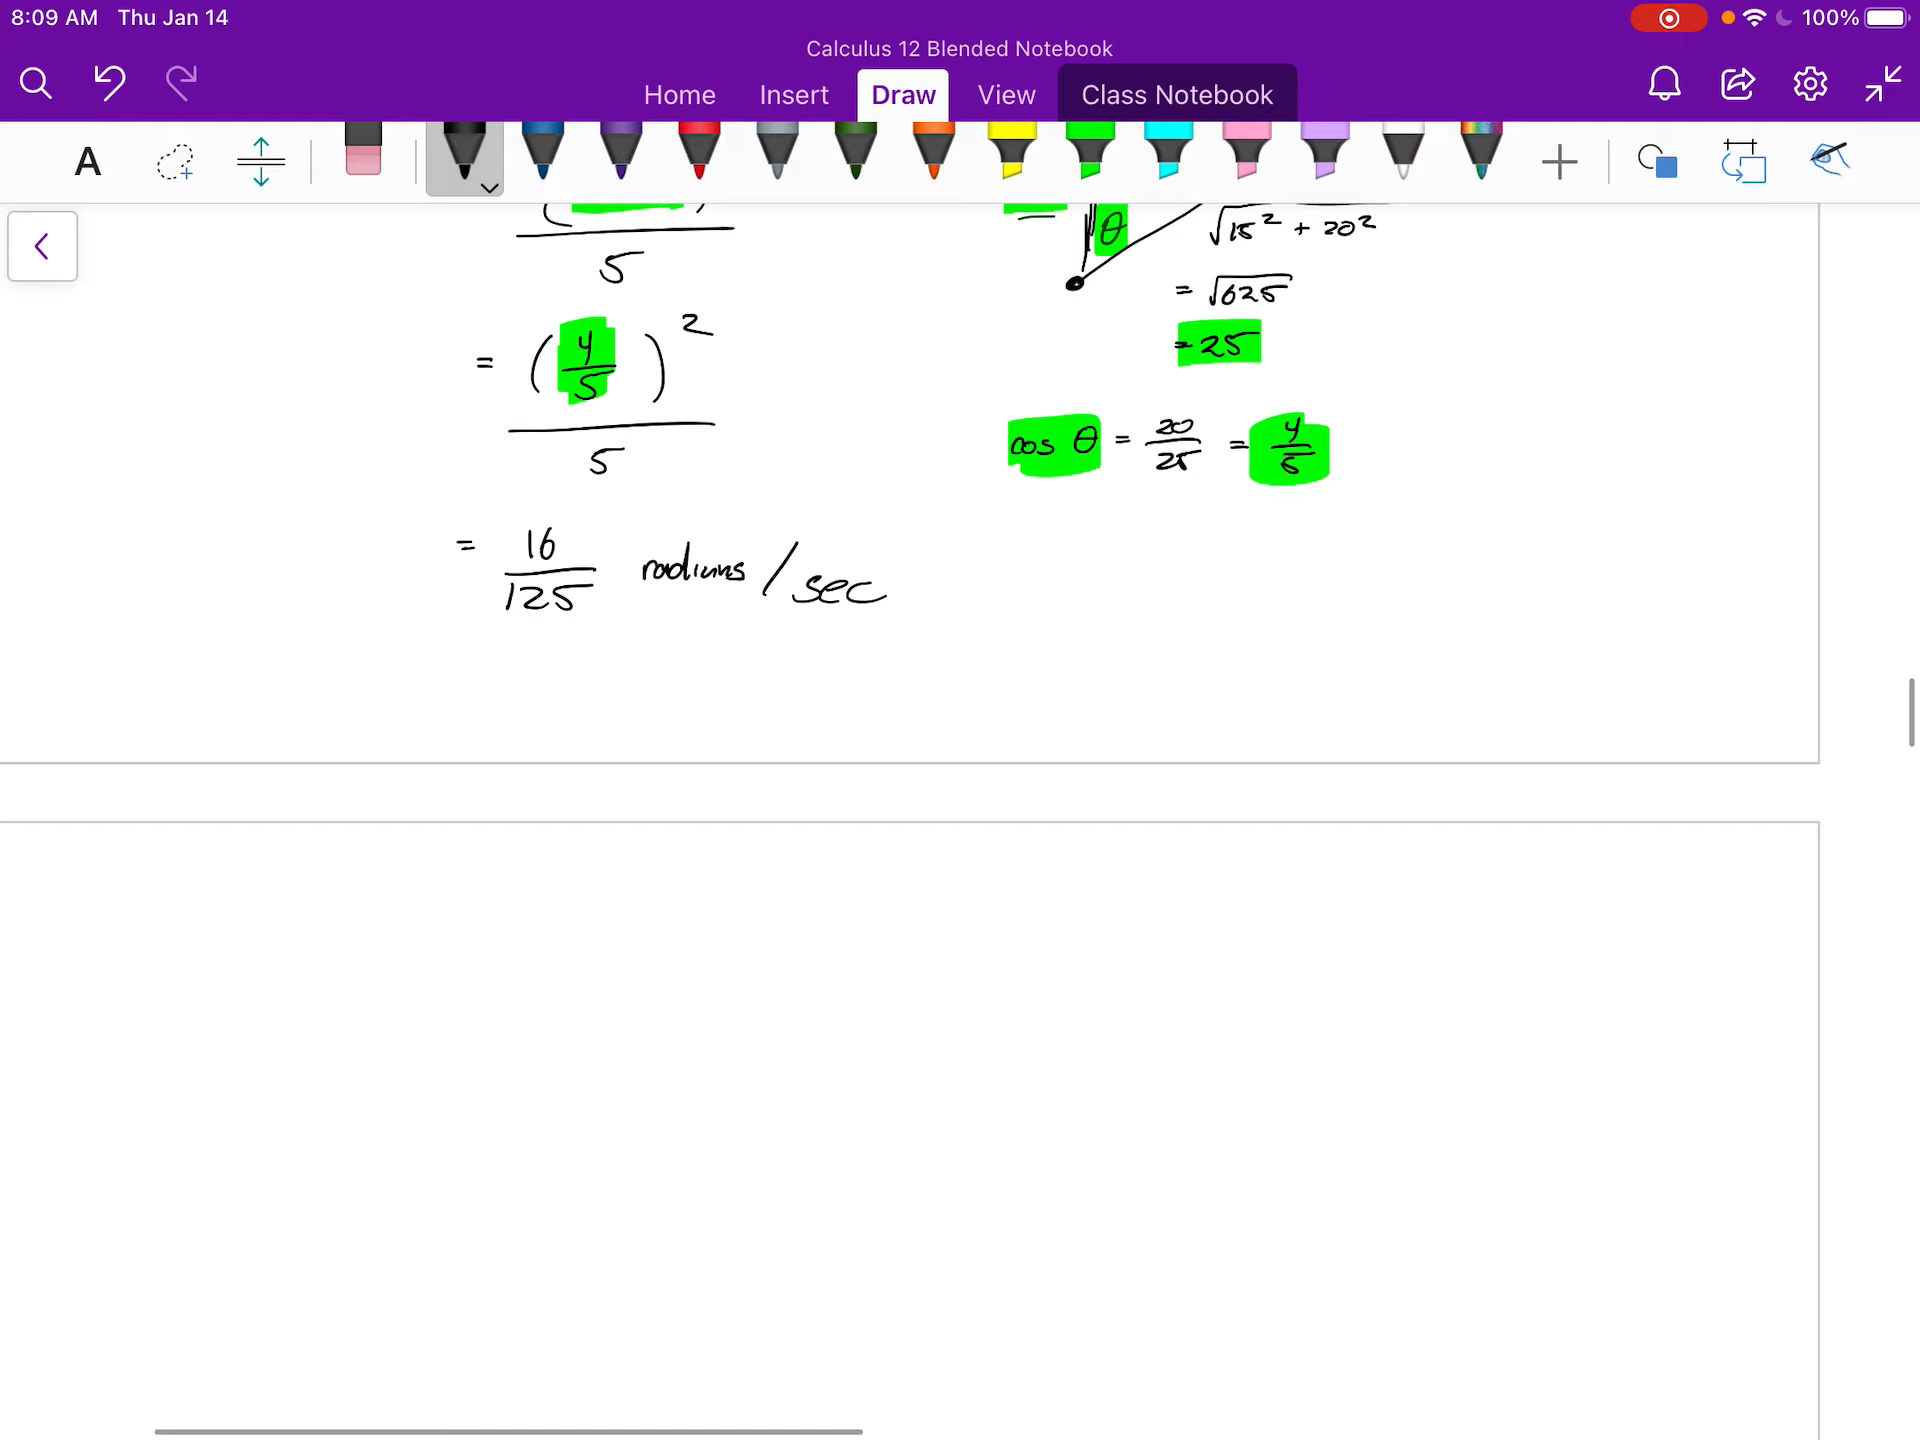 8:09 AM Thu Jan 14
100%
Calculus 12 Blended Notebook
Home Insert Draw View Class Notebook
A
5
= (4/5)²
5
= 16/125 radians / sec
θ
√15² + 20²
= √625
= 25
cos θ = 20/25 = 4/5